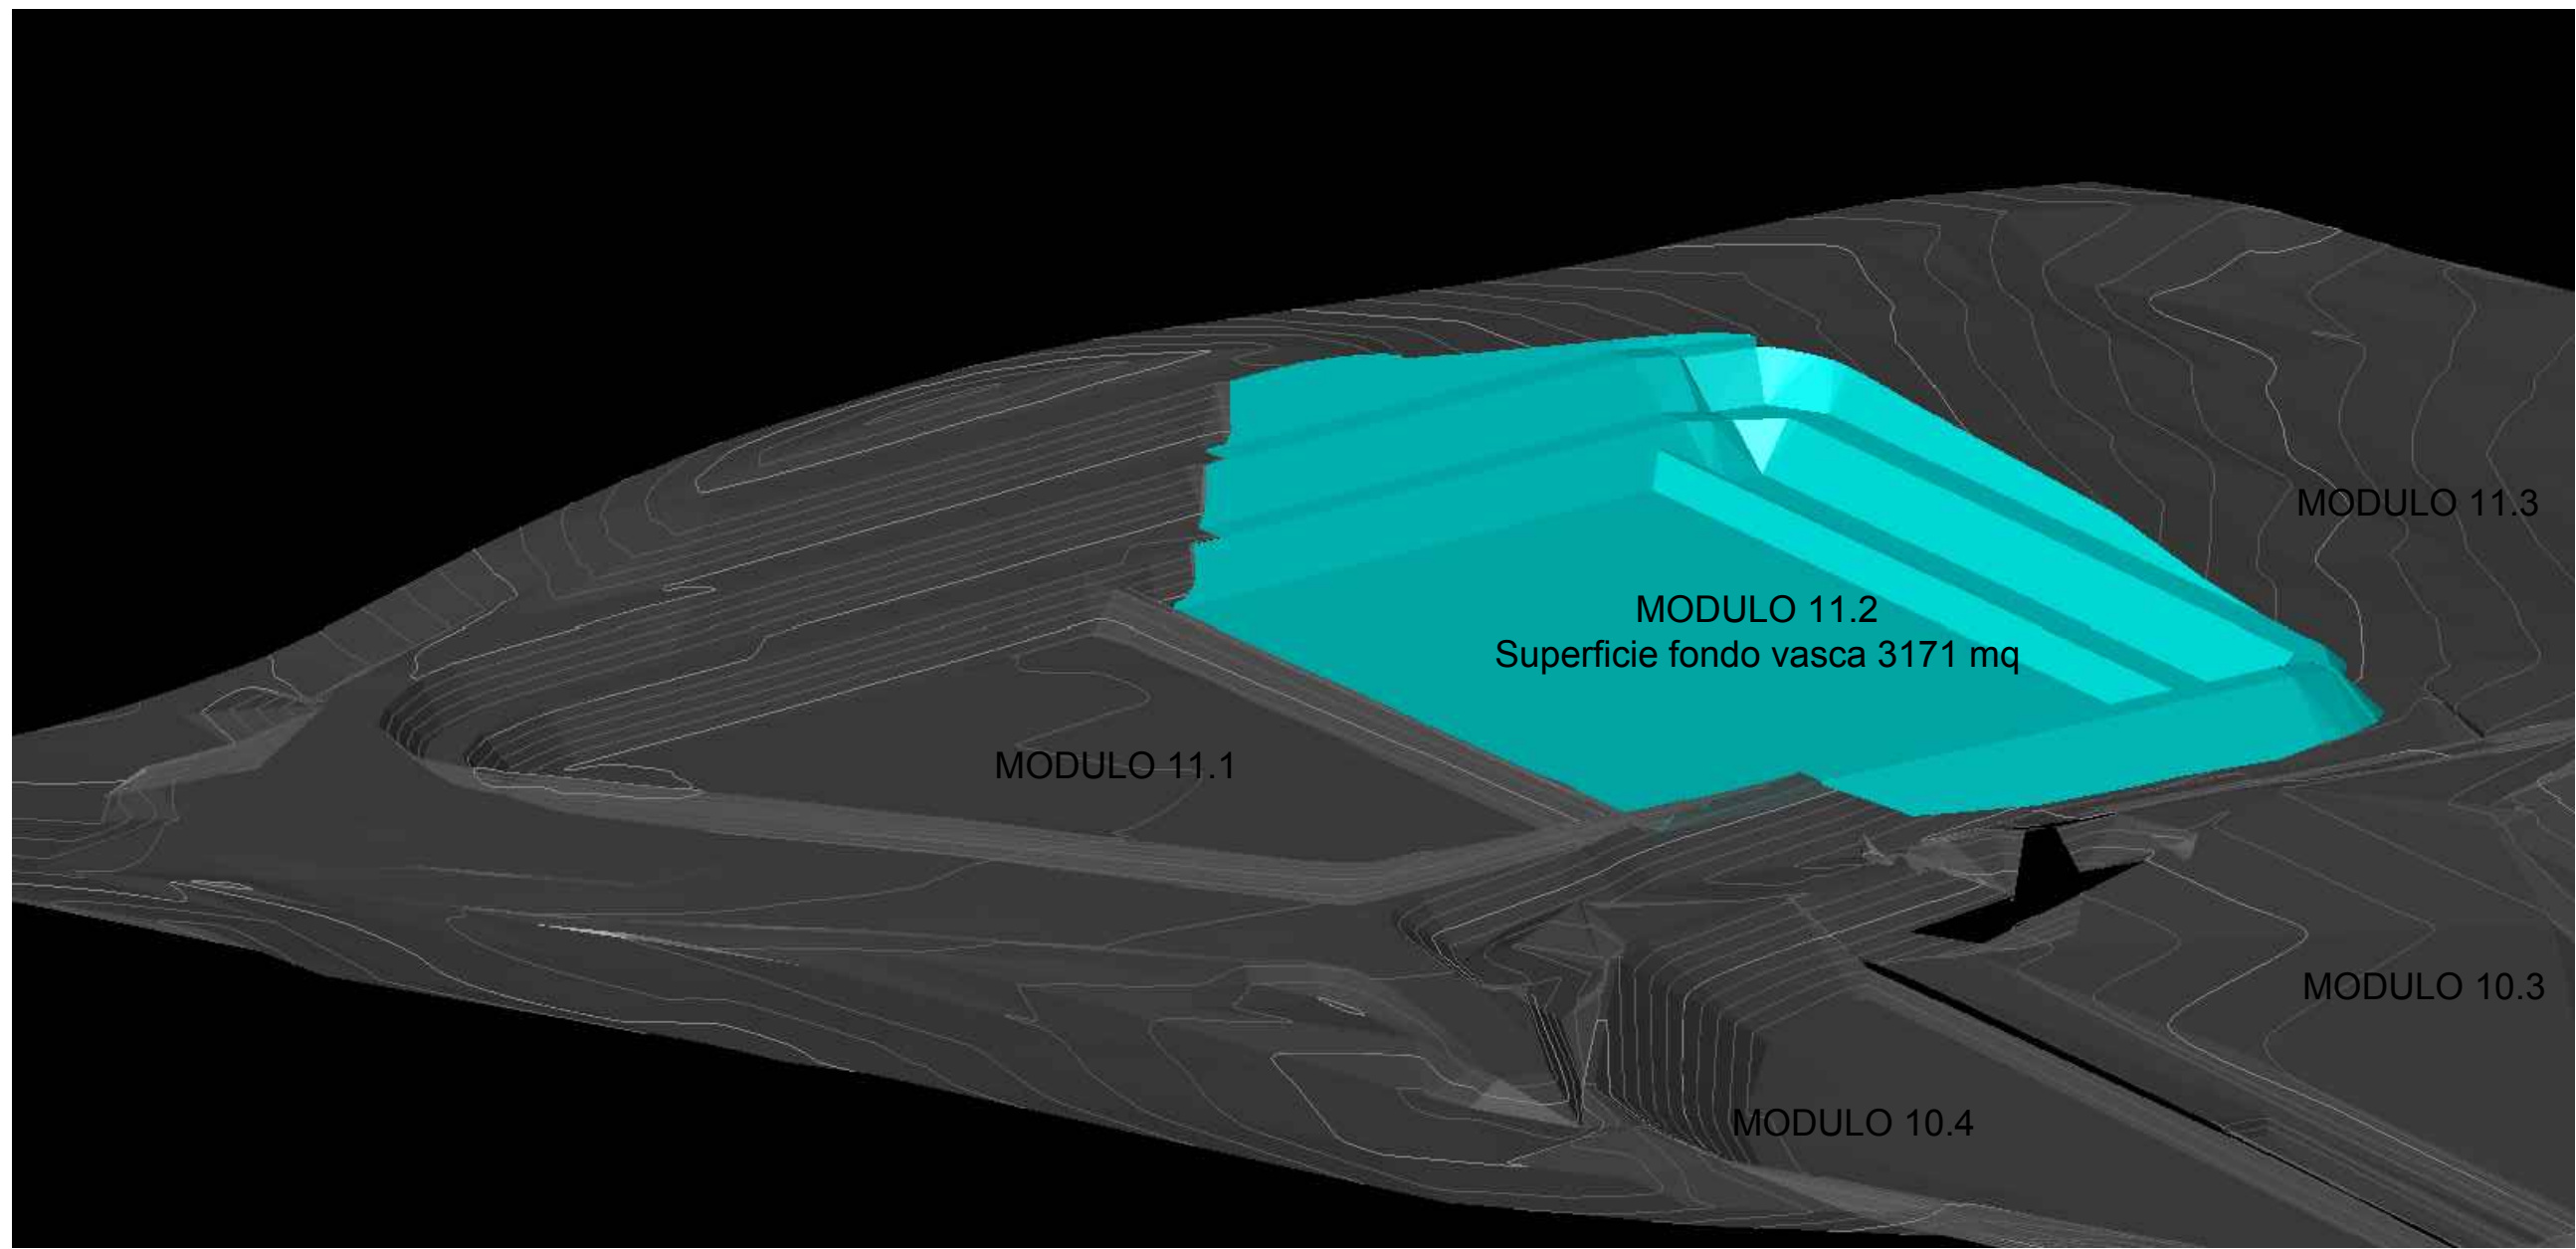 MODULO 11.3
MODULO 11.2
Superficie fondo vasca 3171 mq
MODULO 11.1
MODULO 10.3
MODULO 10.4